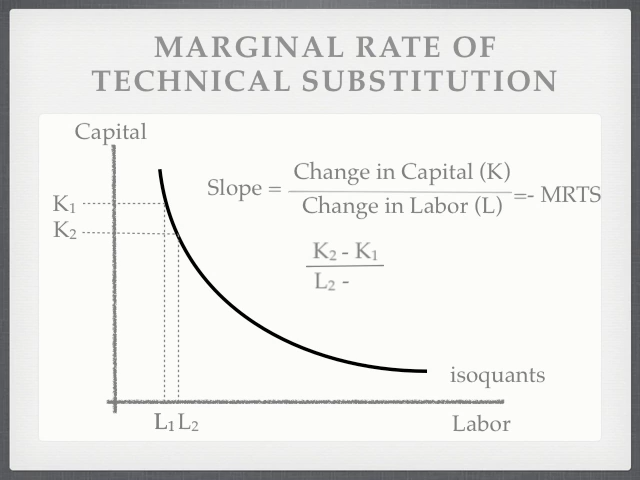 MARGINAL RATE OF
TECHNICAL SUBSTITUTION
Capital
Slope = Change in Capital (K)
Change in Labor (L) =- MRTS
K₁
K₂
K₂ - K₁
L₂ -
isoquants
L₁ L₂
Labor